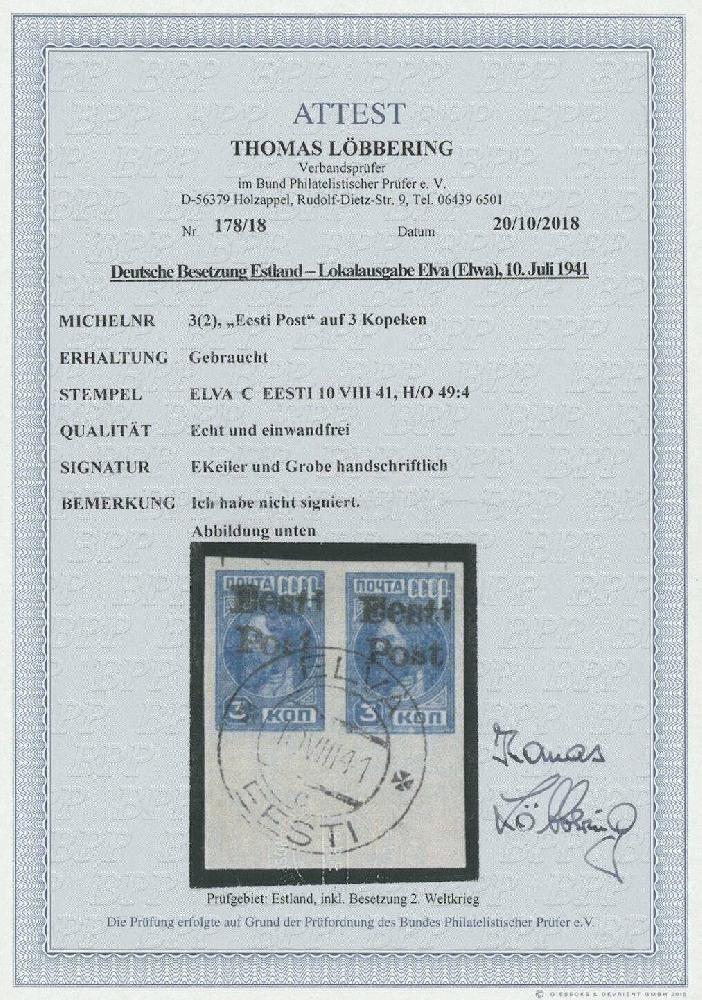 ATTEST
THOMAS LÖBBERING
Verbandsprüfer
im Bund Philatelistischer Prüfer e. V.
D-56379 Holzappel, Rudolf-Dietz-Str. 9, Tel. 06439 6501
Nr 178/18 Datum 20/10/2018
Deutsche Besetzung Estland – Lokalausgabe Elva (Elwa), 10. Juli 1941
MICHELNR 3(2), „Eesti Post“ auf 3 Kopeken
ERHALTUNG Gebraucht
STEMPEL ELVA C EESTI 10 VIII 41, H/O 49:4
QUALITÄT Echt und einwandfrei
SIGNATUR EKeiler und Grobe handschriftlich
BEMERKUNG Ich habe nicht signiert.
Abbildung unten
ПОЧТА СССР ПОЧТА СССР
Eesti Eesti
Post Post
ELVA
3 КОП 3 КОП
10 VIII 41
C
EESTI
Thomas
Löbbering
Prüfgebiet: Estland, inkl. Besetzung 2. Weltkrieg
Die Prüfung erfolgte auf Grund der Prüfordnung des Bundes Philatelistischer Prüfer e.V.